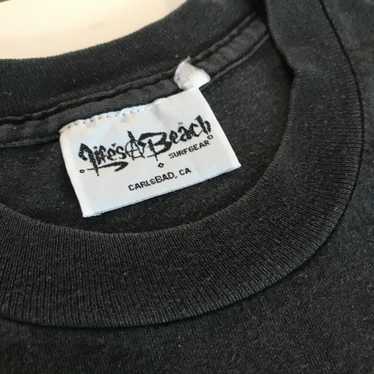 Life's A Beach
SURFGEAR
CARLSBAD, CA